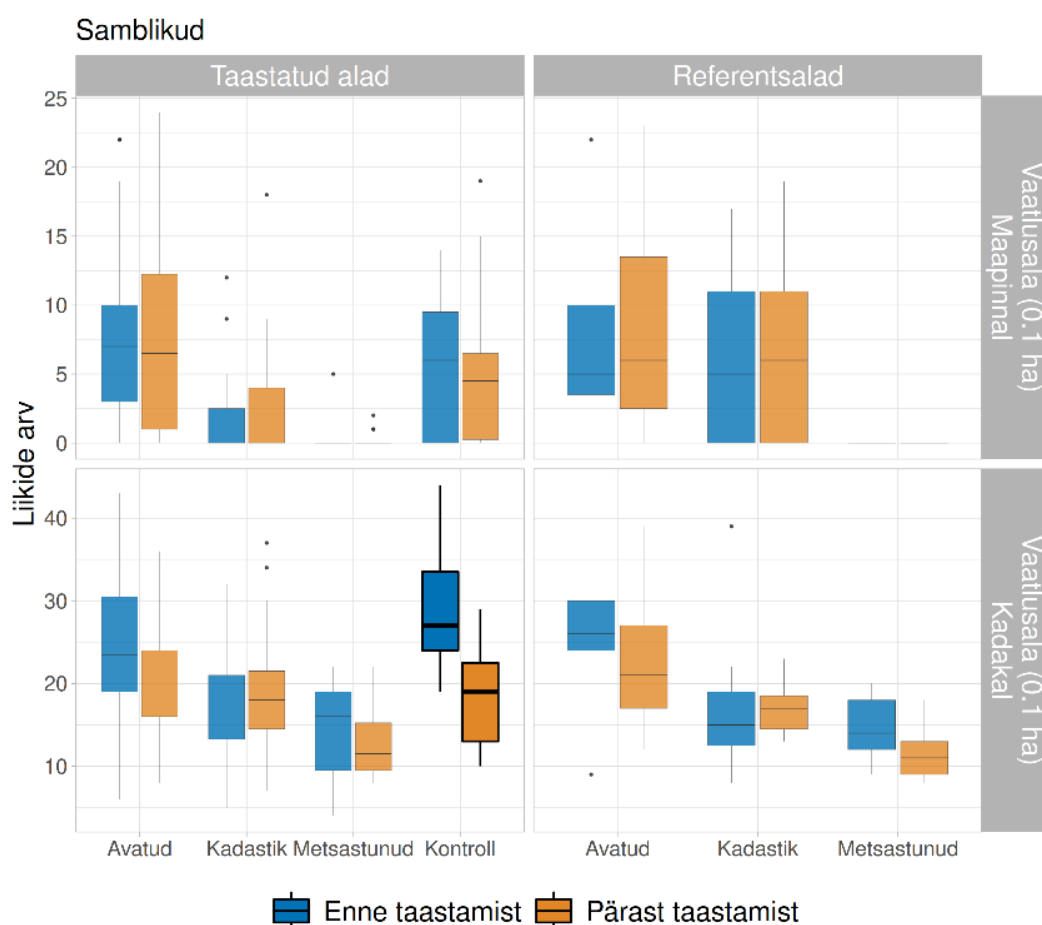 Samblikud
Taastatud alad
Referentsalad
Liikide arv
25
20
15
10
5
0
Vaatlusala (0.1 ha)
Maapinnal
40
30
20
10
Vaatlusala (0.1 ha)
Kadakal
Avatud
Kadastik
Metsastunud
Kontroll
Avatud
Kadastik
Metsastunud
Enne taastamist
Pärast taastamist